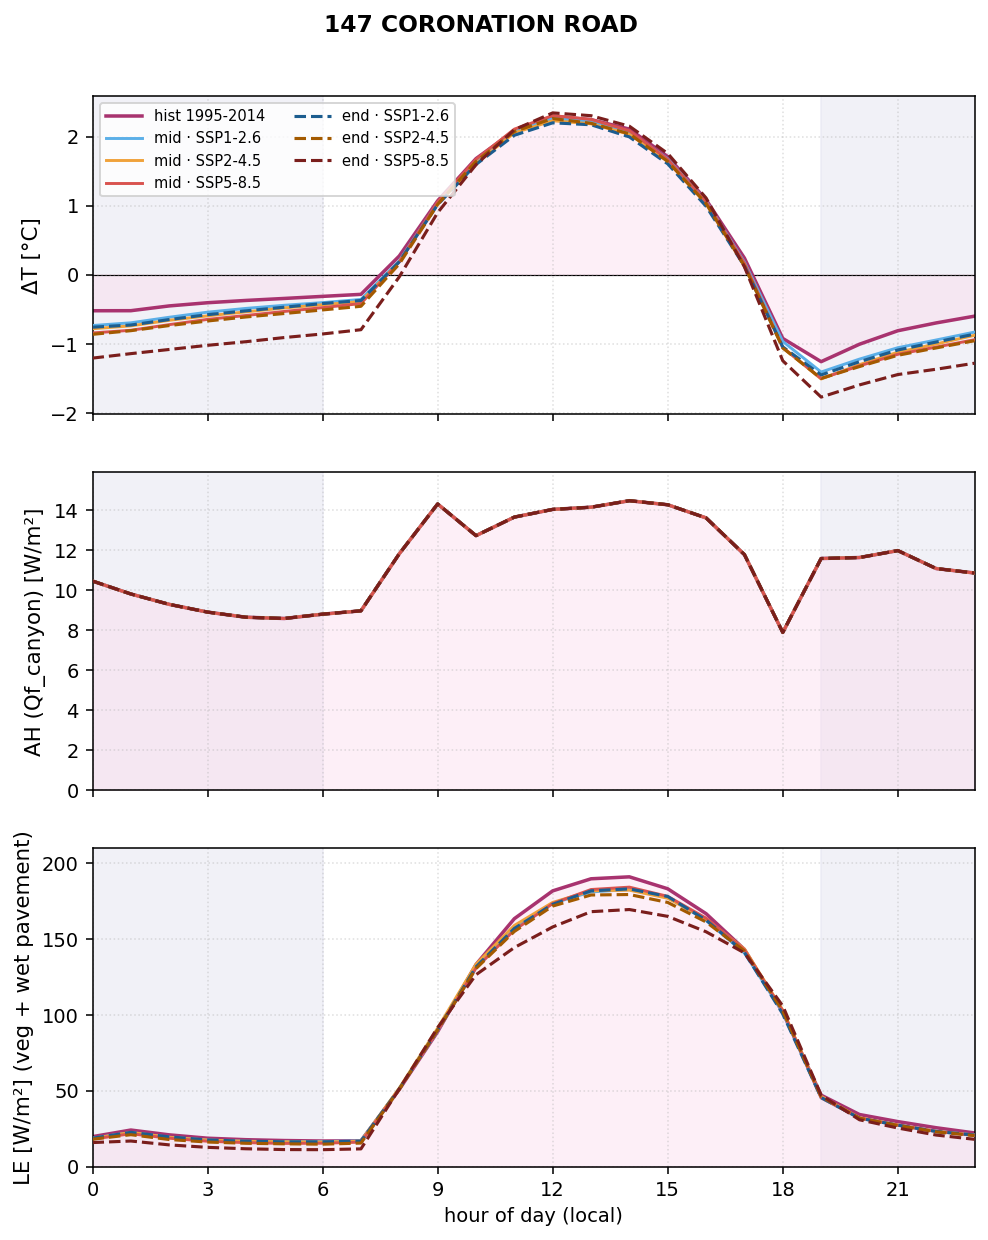 147 CORONATION ROAD
hist 1995-2014
mid · SSP1-2.6
mid · SSP2-4.5
mid · SSP5-8.5
end · SSP1-2.6
end · SSP2-4.5
end · SSP5-8.5
ΔT [°C]
2
1
0
−1
−2
AH (Qf_canyon) [W/m²]
14
12
10
8
6
4
2
0
LE [W/m²] (veg + wet pavement)
200
150
100
50
0
0 3 6 9 12 15 18 21
hour of day (local)